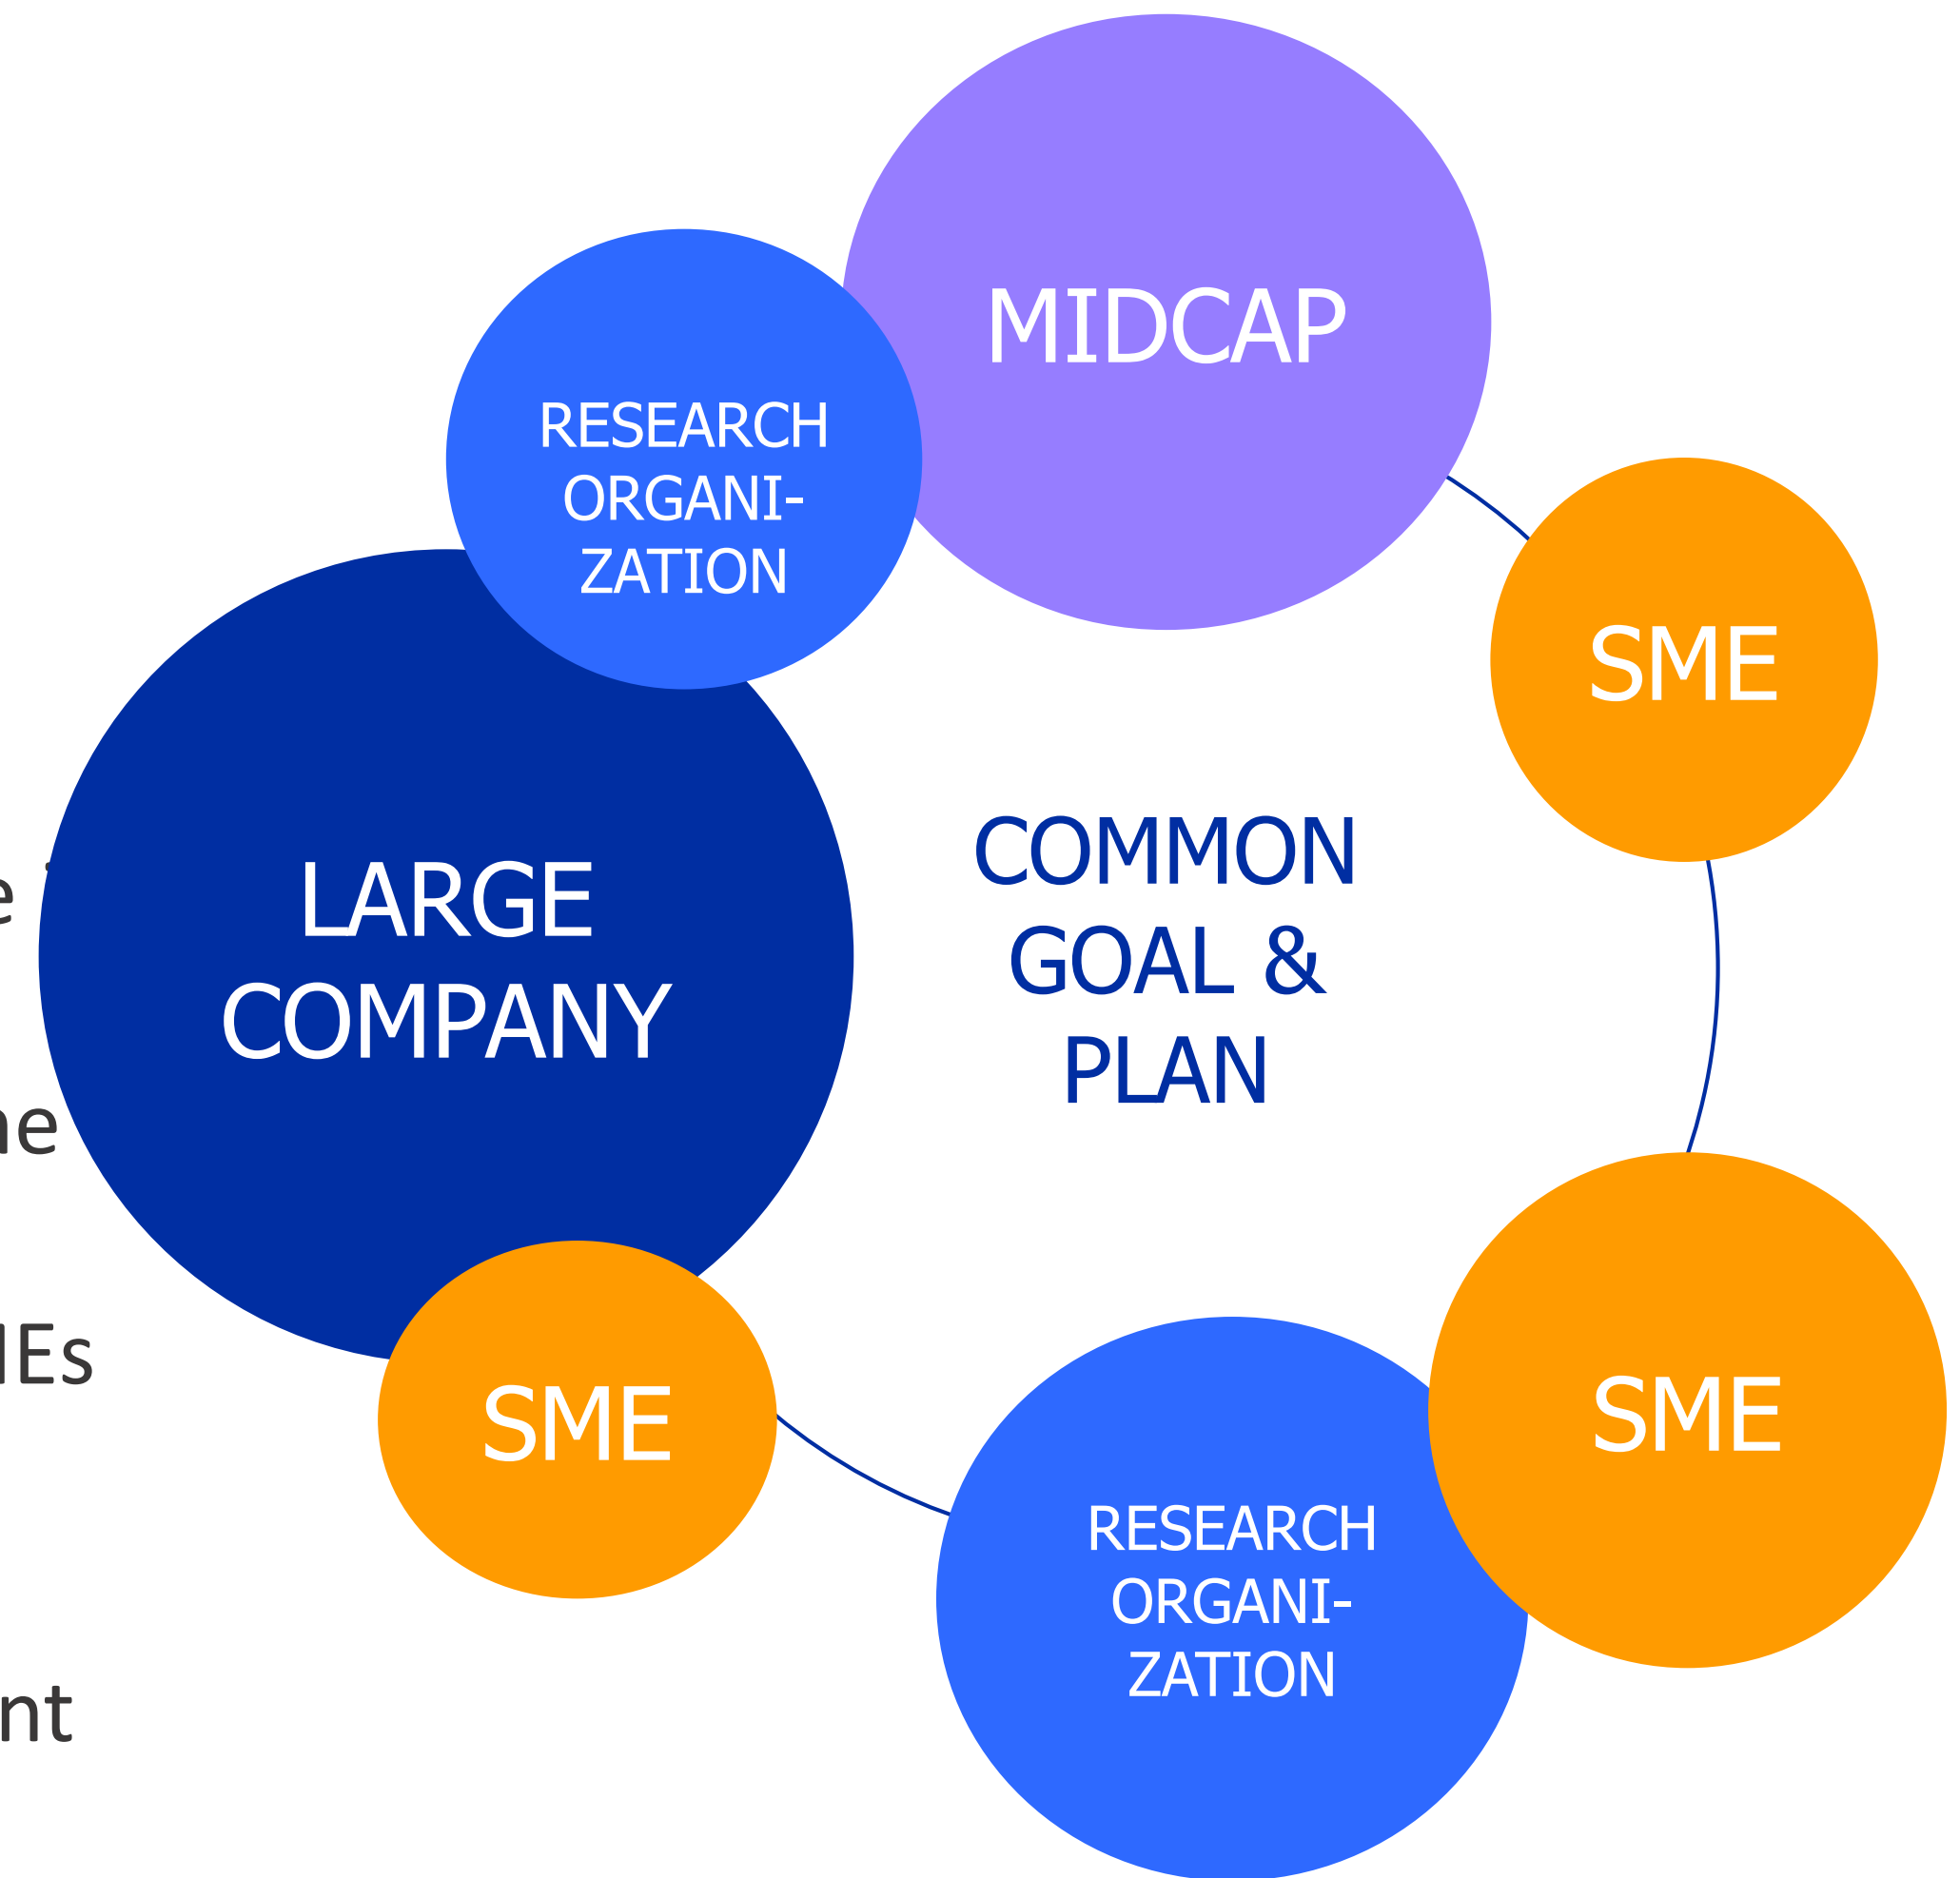 MIDCAP
RESEARCH
ORGANI-
ZATION
SME
LARGE
COMPANY
COMMON
GOAL &
PLAN
SME
SME
RESEARCH
ORGANI-
ZATION